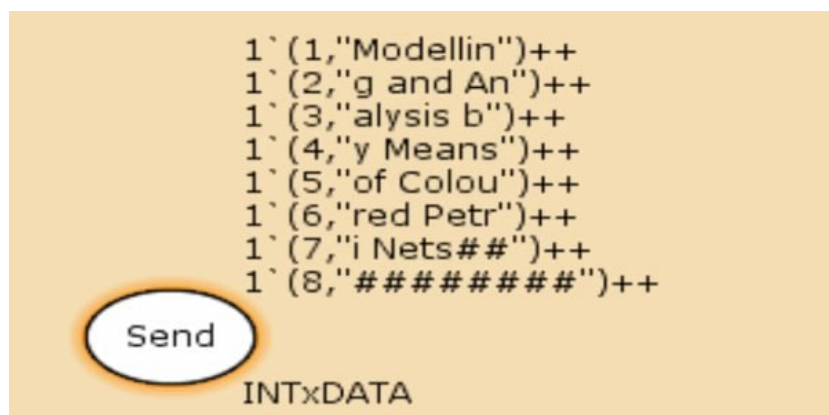 1`(1,"Modellin")++
1`(2,"g and An")++
1`(3,"alysis b")++
1`(4,"y Means")++
1`(5,"of Colou")++
1`(6,"red Petr")++
1`(7,"i Nets##")++
1`(8,"########")++
Send
INTxDATA